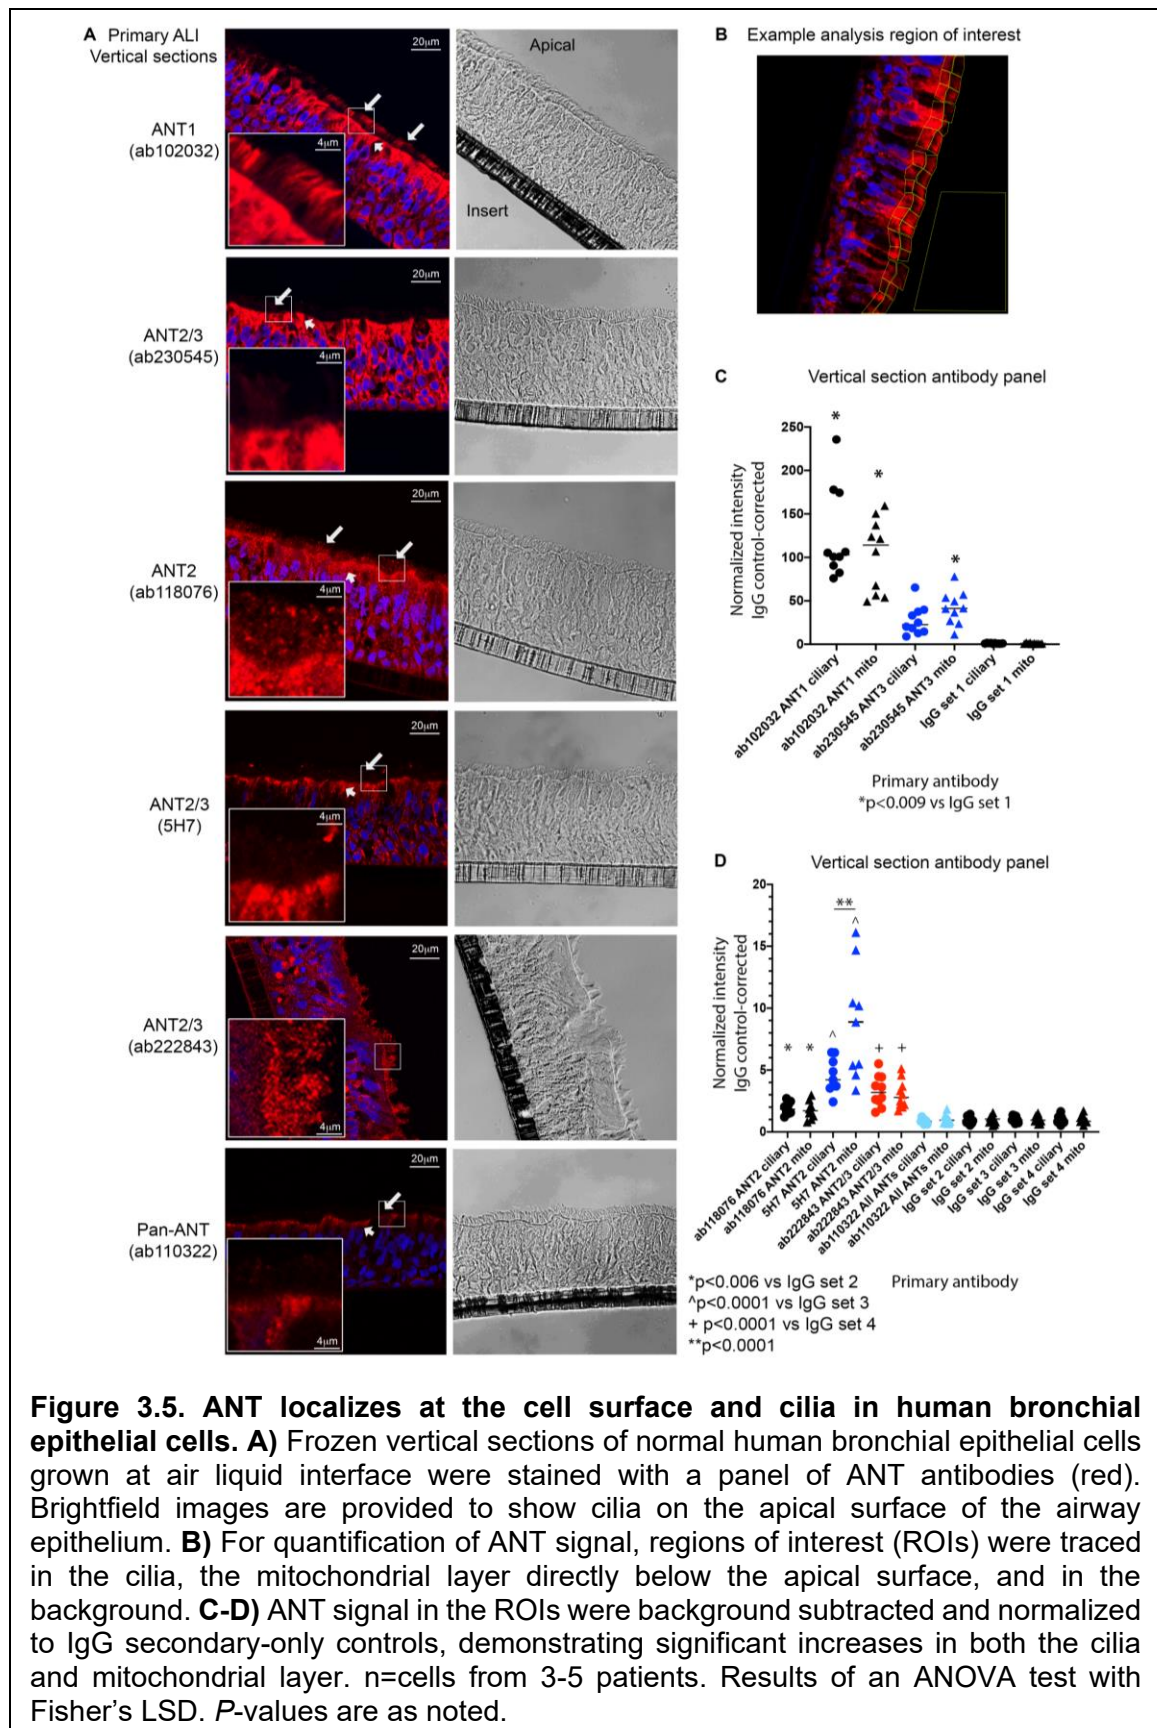 A Primary ALI
Vertical sections
20μm
Apical
ANT1
(ab102032)
4μm
Insert
20μm
ANT2/3
(ab230545)
4μm
20μm
ANT2
(ab118076)
4μm
20μm
ANT2/3
(5H7)
4μm
20μm
ANT2/3
(ab222843)
4μm
20μm
Pan-ANT
(ab110322)
4μm
B Example analysis region of interest
C Vertical section antibody panel
Normalized intensity
IgG control-corrected
250
200
150
100
50
0
*
*
*
ab102032 ANT1 ciliary
ab102032 ANT1 mito
ab230545 ANT3 ciliary
ab230545 ANT3 mito
IgG set 1 ciliary
IgG set 1 mito
Primary antibody
*p<0.009 vs IgG set 1
D Vertical section antibody panel
Normalized intensity
IgG control-corrected
20
15
10
5
0
**
^
* * ^ + +
ab118076 ANT2 ciliary
ab118076 ANT2 mito
5H7 ANT2 ciliary
5H7 ANT2 mito
ab222843 ANT2/3 ciliary
ab222843 ANT2/3 mito
ab110322 All ANTs ciliary
ab110322 All ANTs mito
IgG set 2 ciliary
IgG set 2 mito
IgG set 3 ciliary
IgG set 3 mito
IgG set 4 ciliary
IgG set 4 mito
*p<0.006 vs IgG set 2 Primary antibody
^p<0.0001 vs IgG set 3
+ p<0.0001 vs IgG set 4
**p<0.0001
Figure 3.5. ANT localizes at the cell surface and cilia in human bronchial
epithelial cells. A) Frozen vertical sections of normal human bronchial epithelial cells
grown at air liquid interface were stained with a panel of ANT antibodies (red).
Brightfield images are provided to show cilia on the apical surface of the airway
epithelium. B) For quantification of ANT signal, regions of interest (ROIs) were traced
in the cilia, the mitochondrial layer directly below the apical surface, and in the
background. C-D) ANT signal in the ROIs were background subtracted and normalized
to IgG secondary-only controls, demonstrating significant increases in both the cilia
and mitochondrial layer. n=cells from 3-5 patients. Results of an ANOVA test with
Fisher's LSD. P-values are as noted.